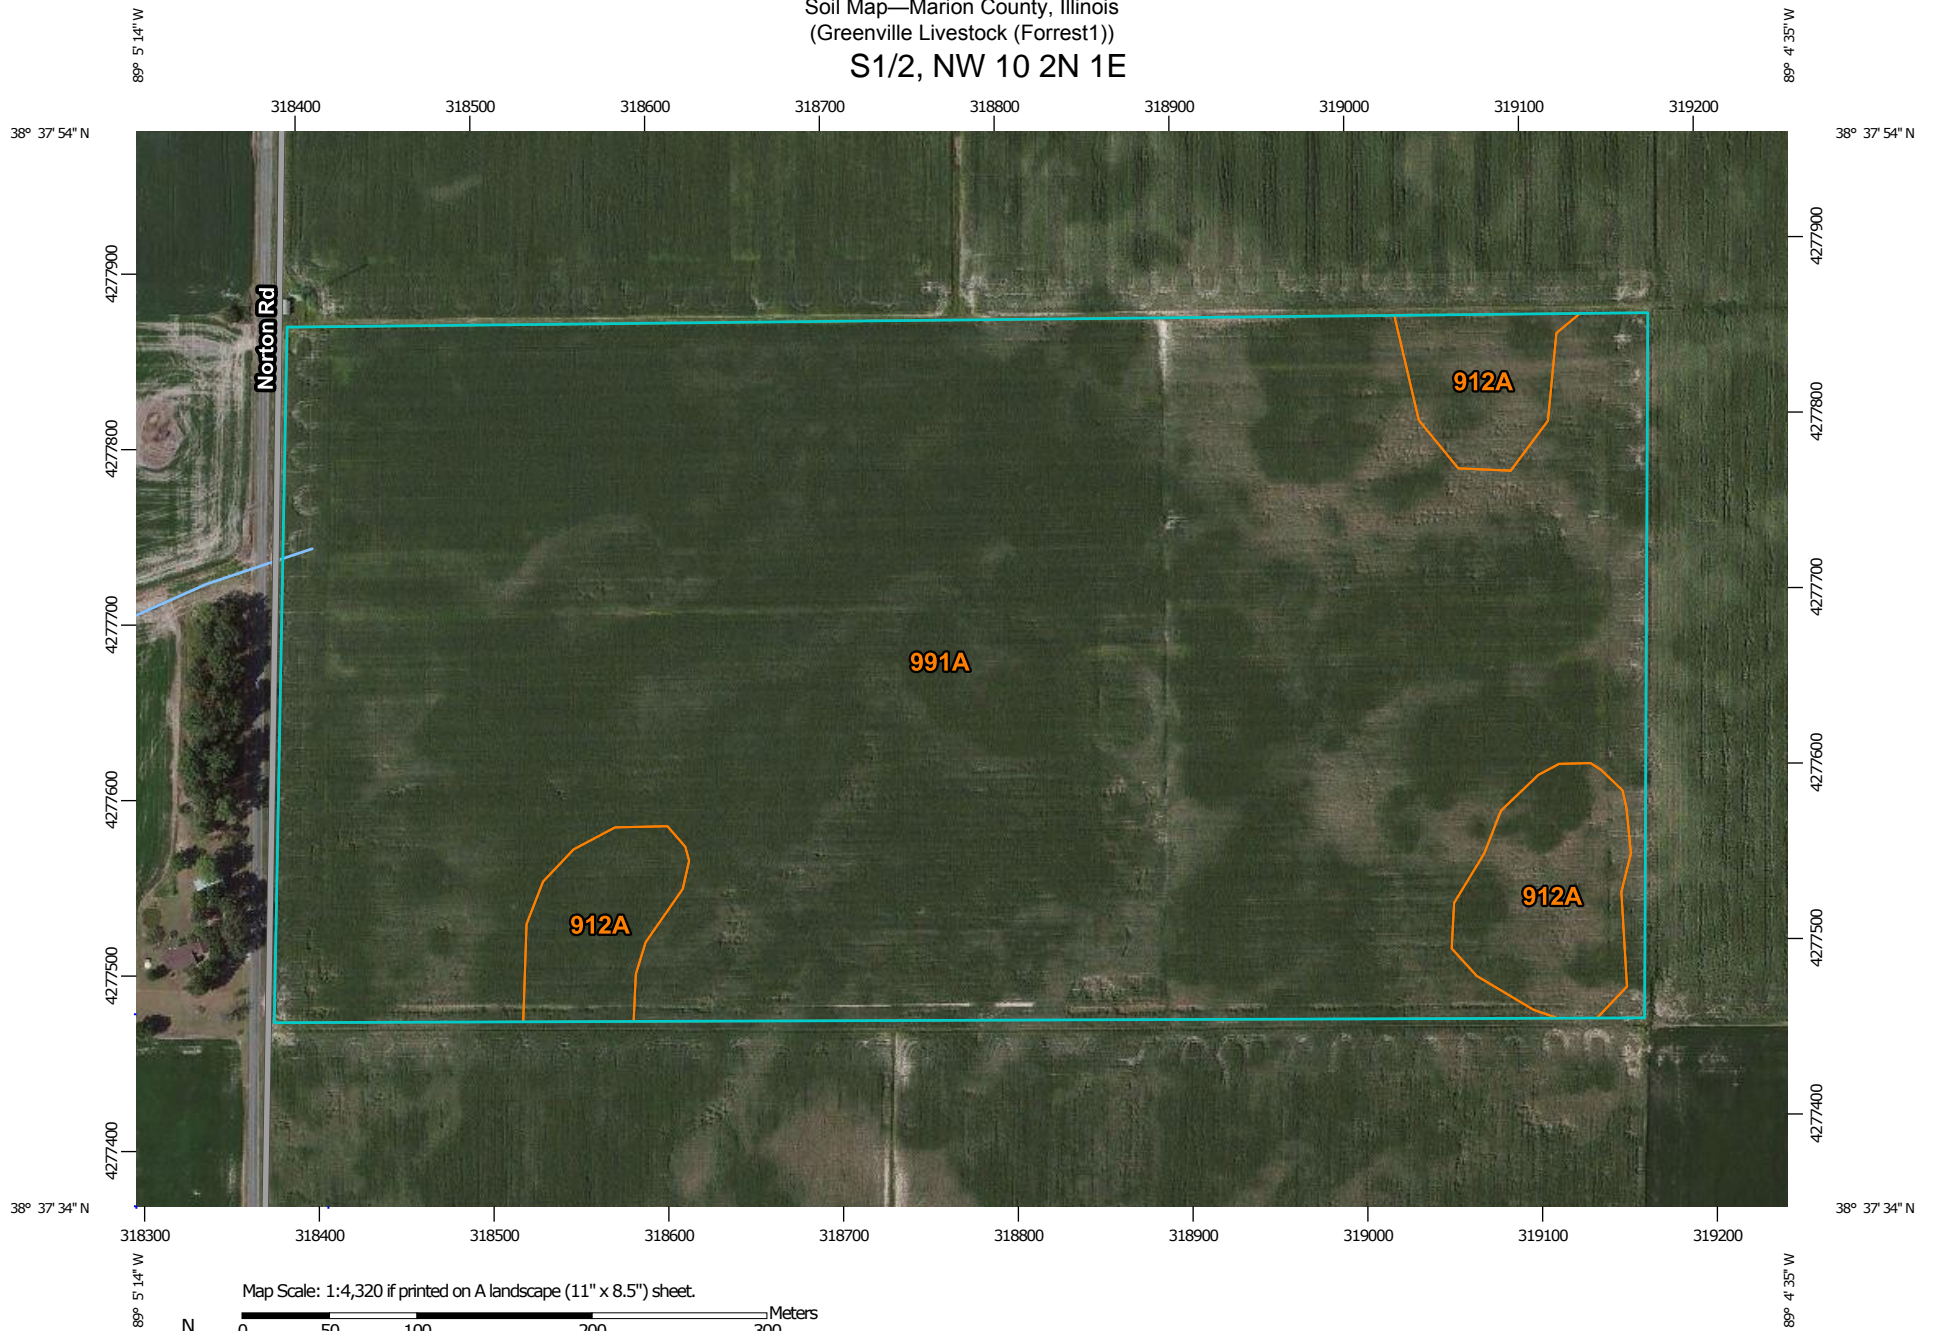 Soil Map—Marion County, Illinois
(Greenville Livestock (Forrest1))
S1/2, NW 10 2N 1E
89° 5' 14" W
89° 4' 35" W
318400 318500 318600 318700 318800 318900 319000 319100 319200
38° 37' 54" N
38° 37' 54" N
4277900
4277900
Norton Rd
912A
4277800
4277800
4277700
4277700
991A
4277600
4277600
912A
912A
4277500
4277500
4277400
4277400
38° 37' 34" N
38° 37' 34" N
318300 318400 318500 318600 318700 318800 318900 319000 319100 319200
89° 5' 14" W
89° 4' 35" W
Map Scale: 1:4,320 if printed on A landscape (11" x 8.5") sheet.
Meters
N
0 50 100 200 300